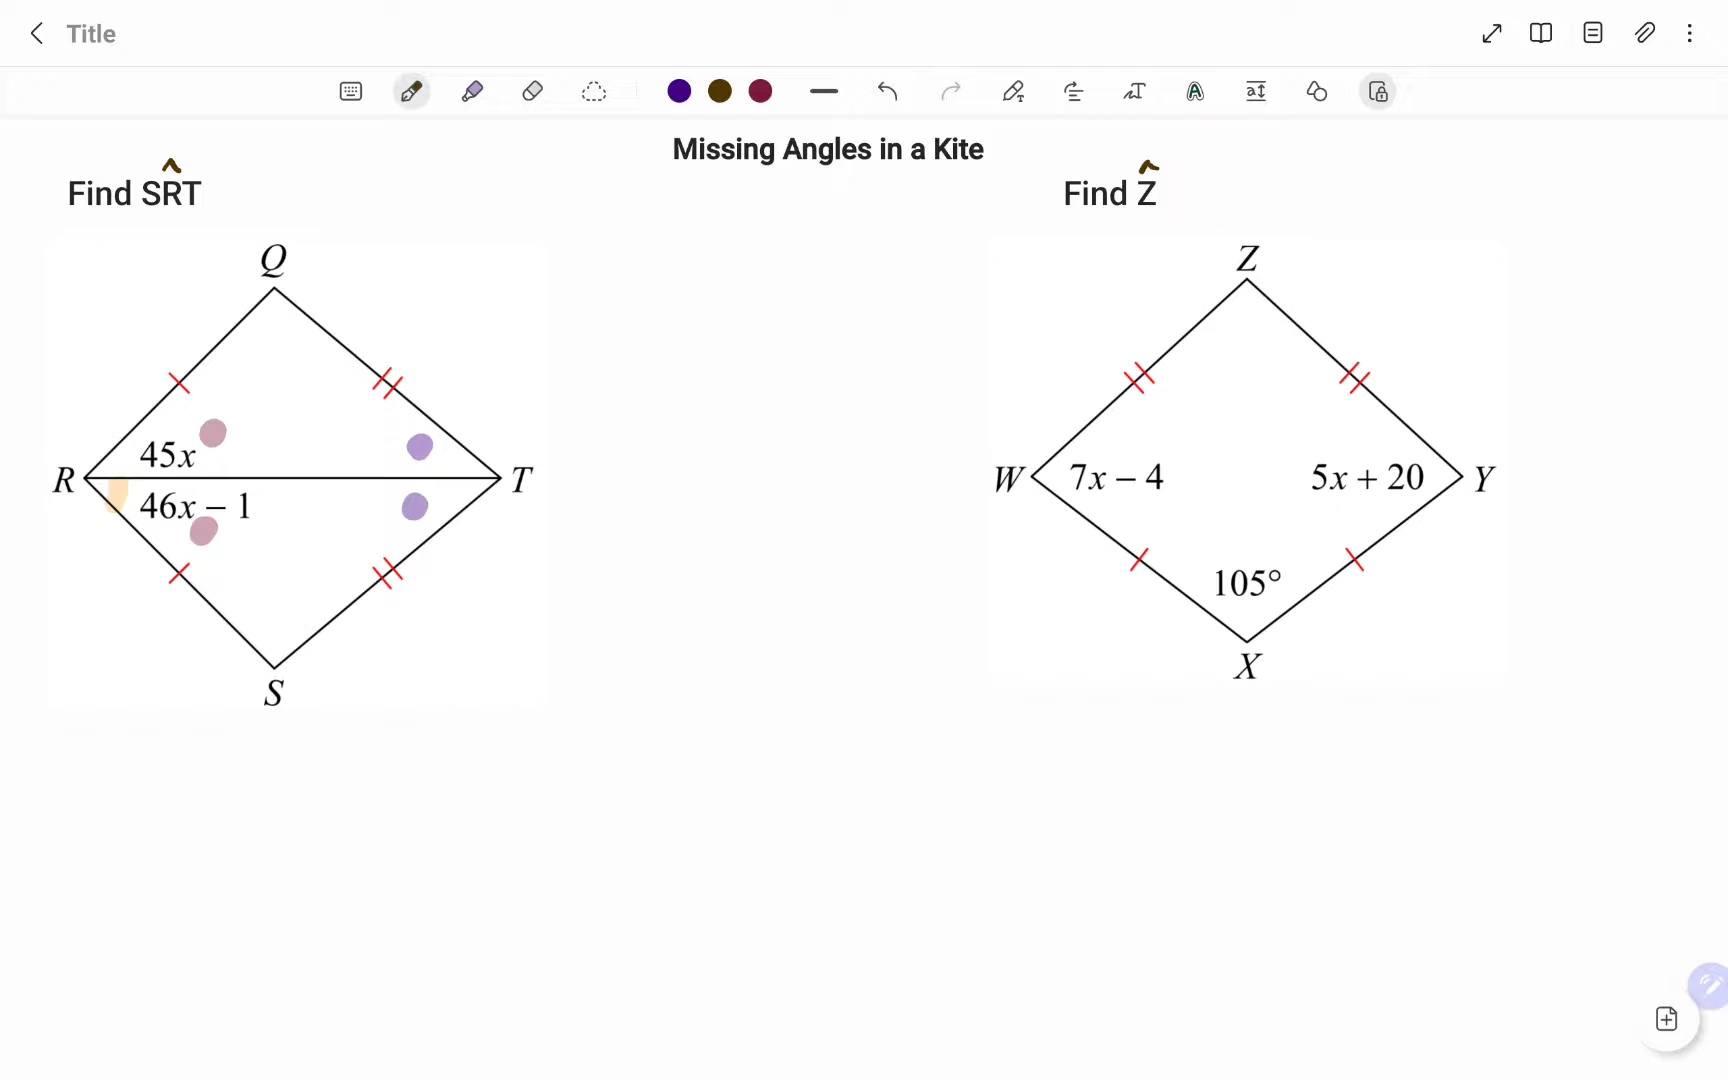 Title
Missing Angles in a Kite
Find SRT
Find Z
Q
R
45x
46x − 1
T
S
Z
W
7x − 4
5x + 20
Y
105°
X